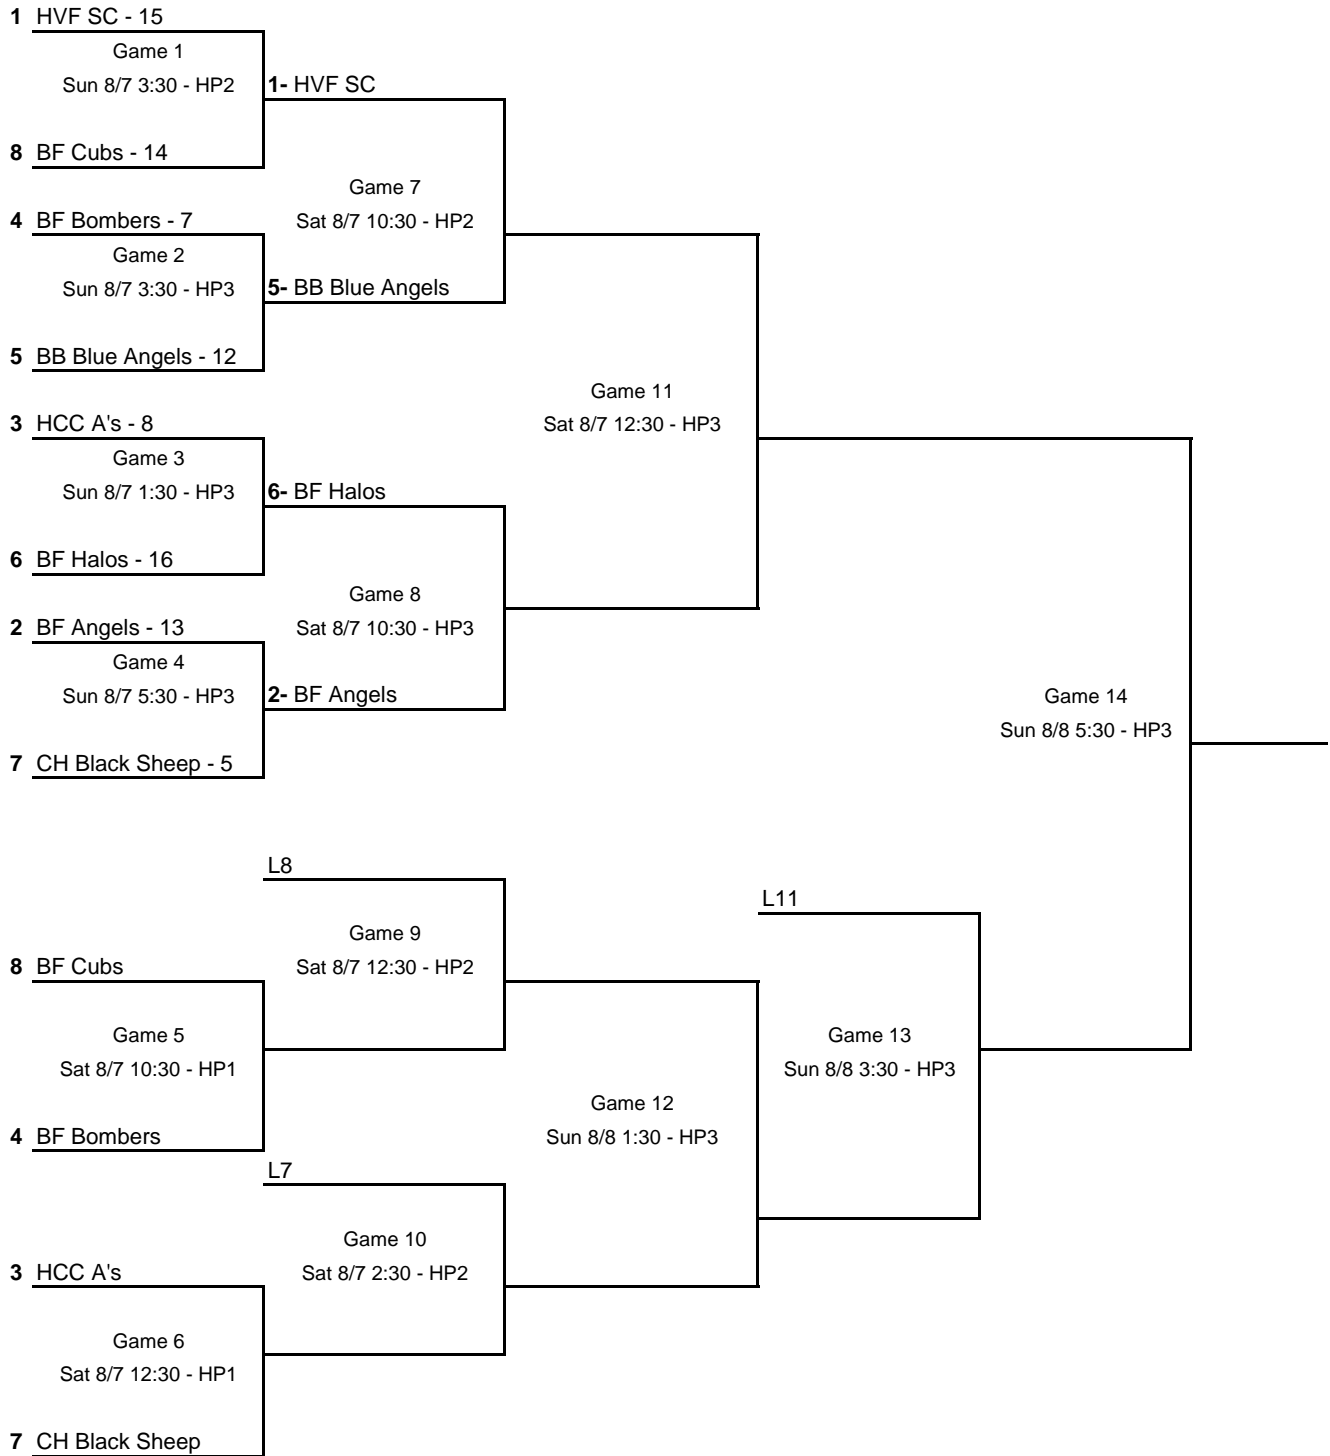 1 HVF SC - 15
Game 1
Sun 8/7 3:30 - HP2
1- HVF SC
8 BF Cubs - 14
Game 7
Sat 8/7 10:30 - HP2
4 BF Bombers - 7
Game 2
Sun 8/7 3:30 - HP3
5- BB Blue Angels
5 BB Blue Angels - 12
Game 11
Sat 8/7 12:30 - HP3
3 HCC A's - 8
Game 3
Sun 8/7 1:30 - HP3
6- BF Halos
6 BF Halos - 16
Game 8
Sat 8/7 10:30 - HP3
2 BF Angels - 13
Game 4
Sun 8/7 5:30 - HP3
2- BF Angels
Game 14
Sun 8/8 5:30 - HP3
7 CH Black Sheep - 5
L8
L11
Game 9
Sat 8/7 12:30 - HP2
8 BF Cubs
Game 5
Sat 8/7 10:30 - HP1
Game 13
Sun 8/8 3:30 - HP3
Game 12
Sun 8/8 1:30 - HP3
4 BF Bombers
L7
Game 10
Sat 8/7 2:30 - HP2
3 HCC A's
Game 6
Sat 8/7 12:30 - HP1
7 CH Black Sheep